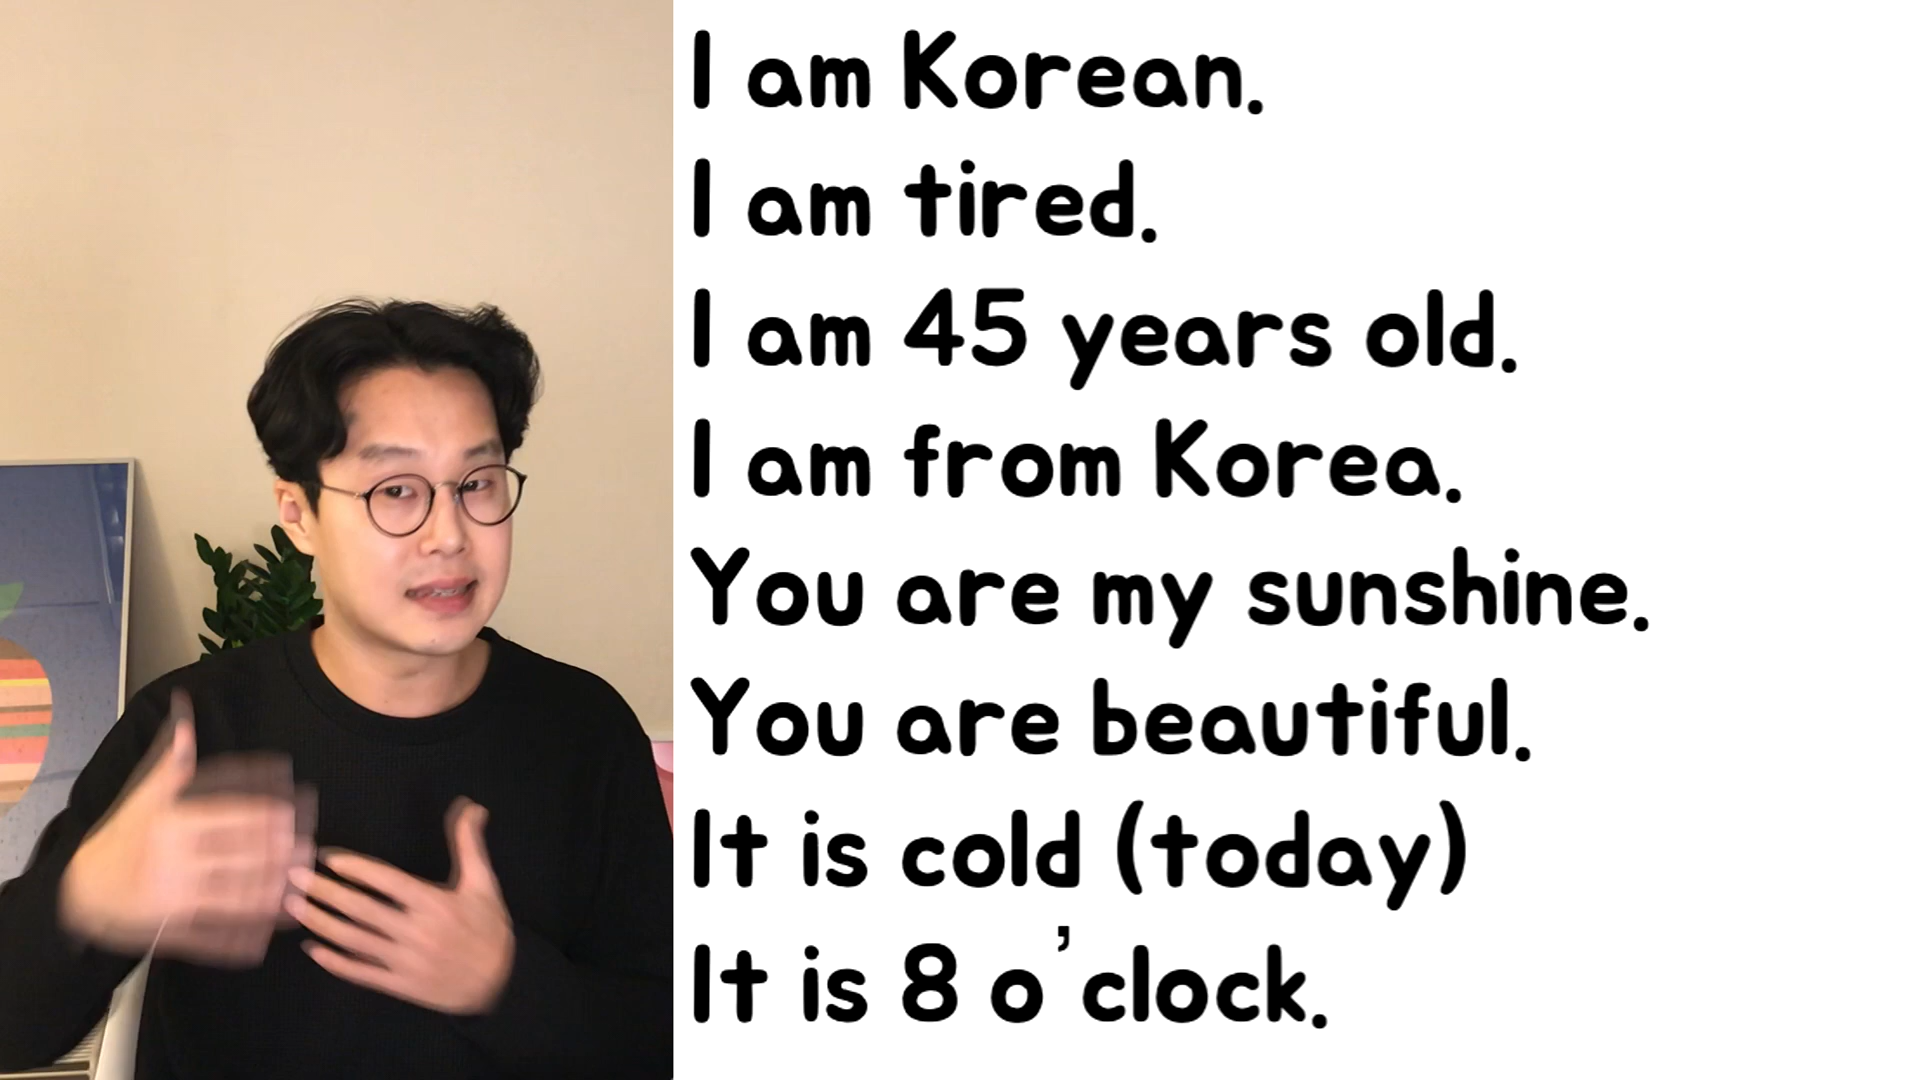 I am Korean.
I am tired.
I am 45 years old.
I am from Korea.
You are my sunshine.
You are beautiful.
It is cold (today)
It is 8 o'clock.